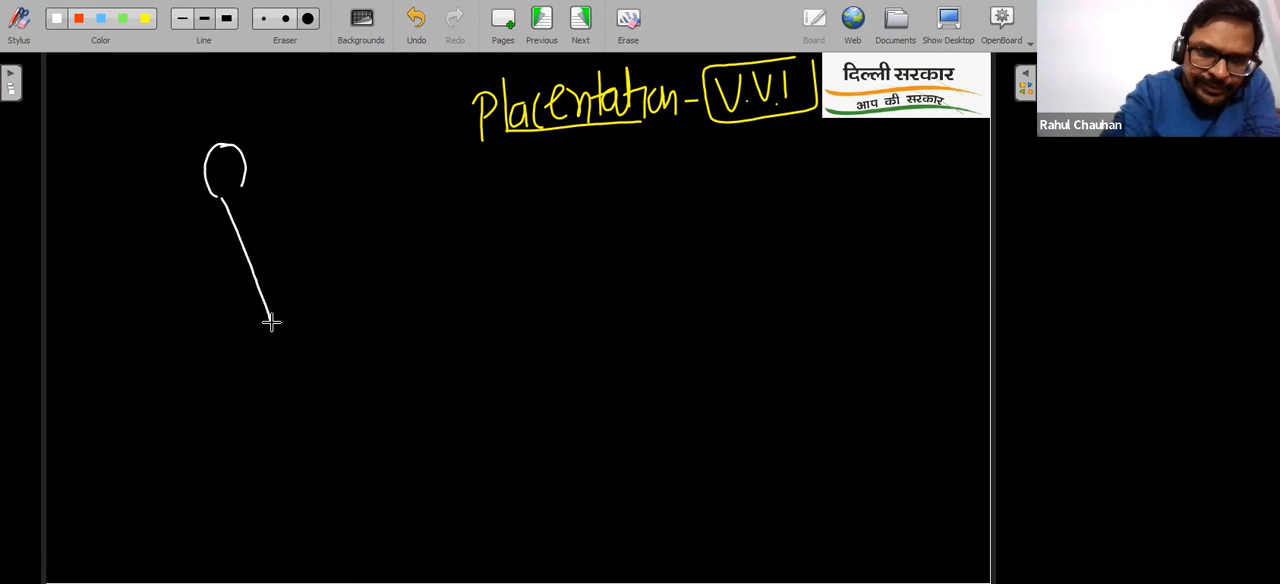 Stylus
Color
Line
Eraser
Backgrounds
Undo
Redo
Pages
Previous
Next
Erase
Board
Web
Documents
Show Desktop
OpenBoard
Placentation - V.V.I
दिल्ली सरकार
आप की सरकार
Rahul Chauhan